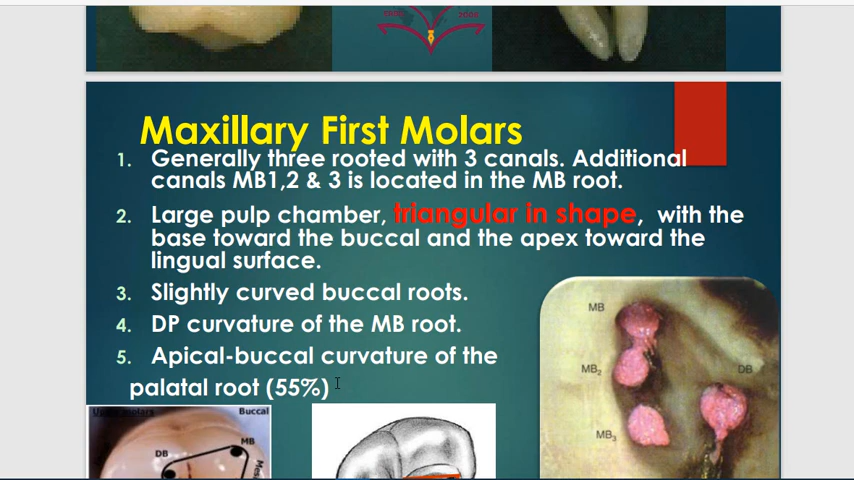 Maxillary First Molars
1. Generally three rooted with 3 canals. Additional
canals MB1,2 & 3 is located in the MB root.
2. Large pulp chamber, triangular in shape, with the
base toward the buccal and the apex toward the
lingual surface.
3. Slightly curved buccal roots.
4. DP curvature of the MB root.
5. Apical-buccal curvature of the
palatal root (55%)
MB
MB2
DB
MB3
Upper molars
Buccal
MB
DB